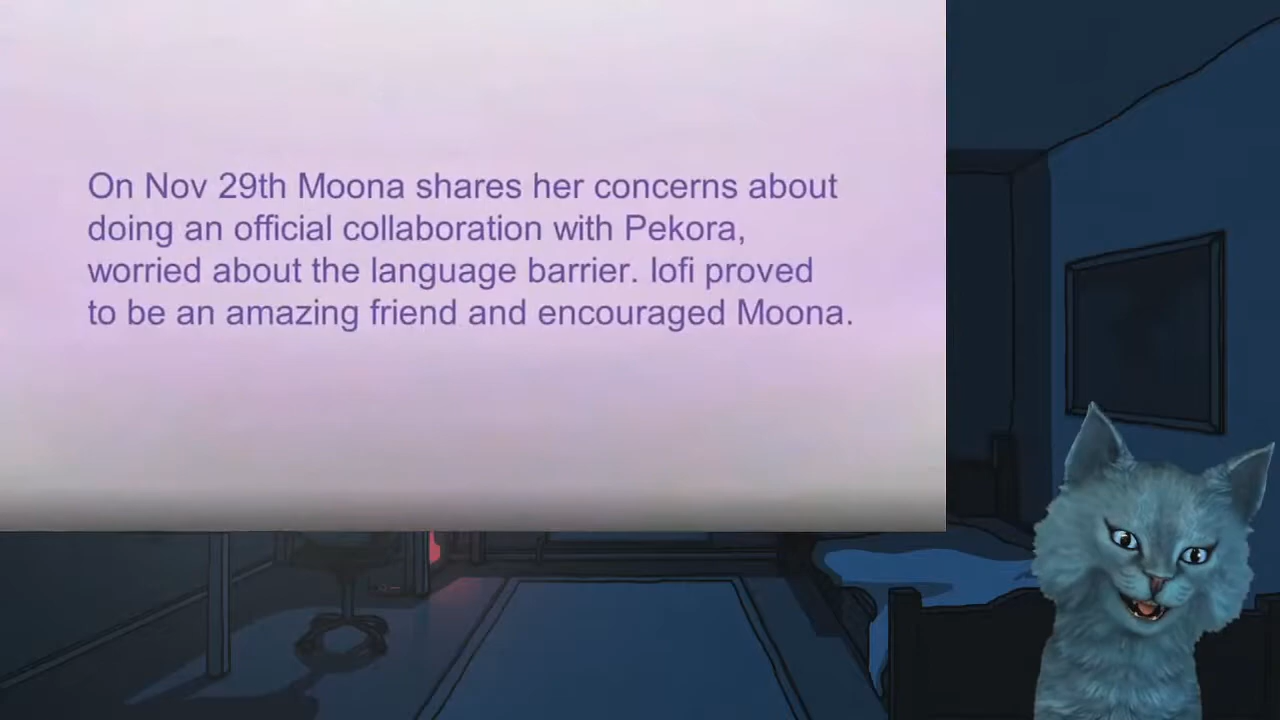 On Nov 29th Moona shares her concerns about
doing an official collaboration with Pekora,
worried about the language barrier. Iofi proved
to be an amazing friend and encouraged Moona.